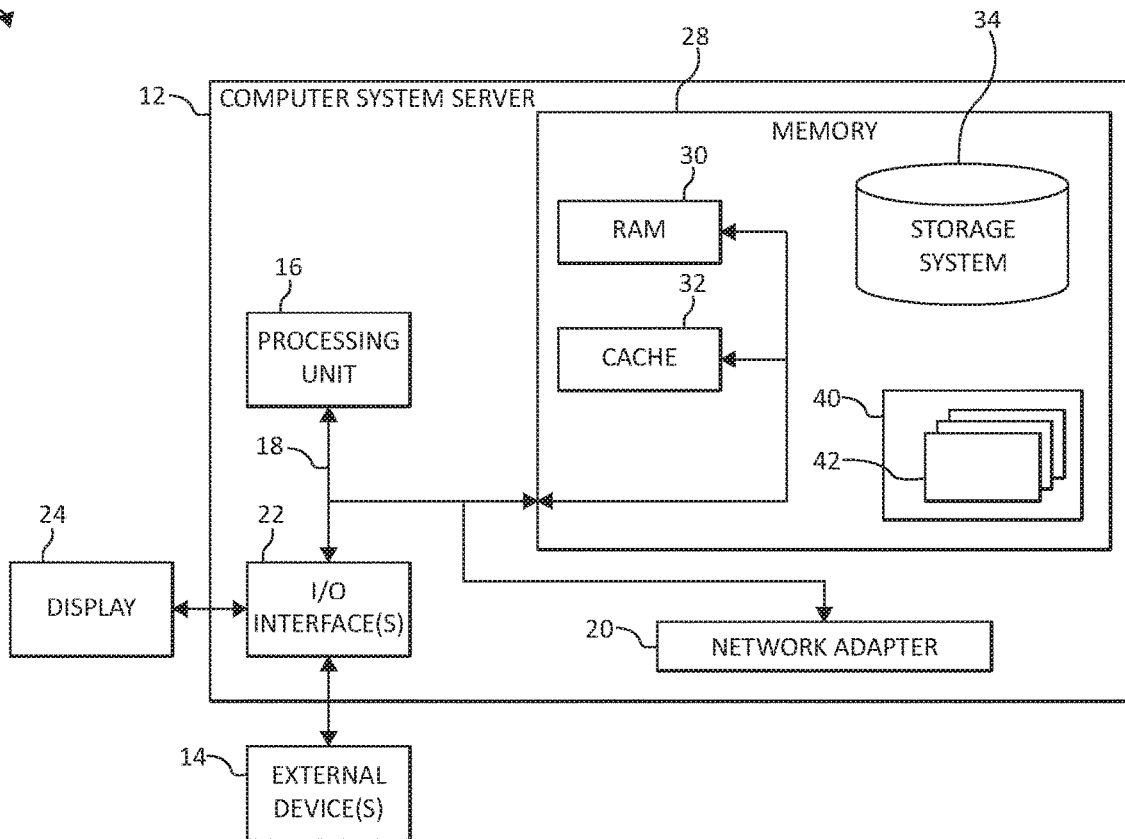 34
28
12
COMPUTER SYSTEM SERVER
MEMORY
30
RAM
STORAGE
SYSTEM
16
32
PROCESSING
UNIT
CACHE
40
18
42
24
22
DISPLAY
I/O
INTERFACE(S)
20
NETWORK ADAPTER
14
EXTERNAL
DEVICE(S)